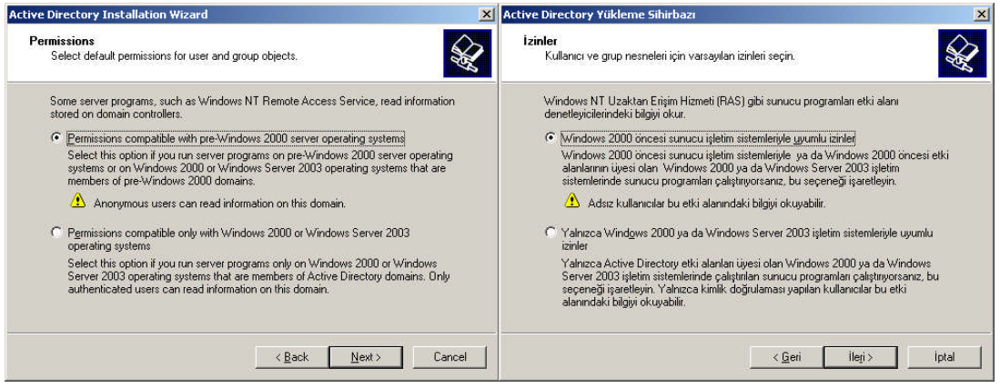 Active Directory Installation Wizard
Permissions
Select default permissions for user and group objects.
Some server programs, such as Windows NT Remote Access Service, read information
stored on domain controllers.
Permissions compatible with pre-Windows 2000 server operating systems
Select this option if you run server programs on pre-Windows 2000 server operating
systems or on Windows 2000 or Windows Server 2003 operating systems that are
members of pre-Windows 2000 domains.
Anonymous users can read information on this domain.
Permissions compatible only with Windows 2000 or Windows Server 2003
operating systems
Select this option if you run server programs only on Windows 2000 or Windows
Server 2003 operating systems that are members of Active Directory domains. Only
authenticated users can read information on this domain.
< Back
Next >
Cancel
Active Directory Yükleme Sihirbazı
İzinler
Kullanıcı ve grup nesneleri için varsayılan izinleri seçin.
Windows NT Uzaktan Erişim Hizmeti (RAS) gibi sunucu programları etki alanı
denetleyicilerindeki bilgiyi okur.
Windows 2000 öncesi sunucu işletim sistemleriyle uyumlu izinler
Windows 2000 öncesi sunucu işletim sistemleriyle ya da Windows 2000 öncesi etki
alanlarının üyesi olan Windows 2000 ya da Windows Server 2003 işletim
sistemlerinde sunucu programları çalıştırıyorsanız, bu seçeneği işaretleyin.
Adsız kullanıcılar bu etki alanındaki bilgiyi okuyabilir.
Yalnızca Windows 2000 ya da Windows Server 2003 işletim sistemleriyle uyumlu
izinler
Yalnızca Active Directory etki alanları üyesi olan Windows 2000 ya da Windows
Server 2003 işletim sistemlerinde çalıştırılan sunucu programları çalıştırıyorsanız, bu
seçeneği işaretleyin. Yalnızca kimlik doğrulaması yapılan kullanıcılar bu etki
alanındaki bilgiyi okuyabilir.
< Geri
İleri >
İptal